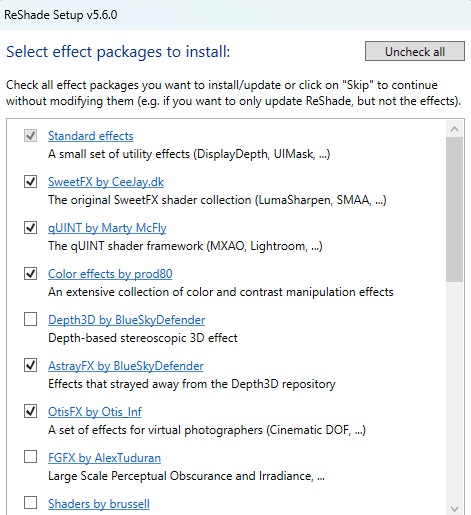 ReShade Setup v5.6.0
Select effect packages to install:
Uncheck all
Check all effect packages you want to install/update or click on "Skip" to continue
without modifying them (e.g. if you want to only update ReShade, but not the effects).
Standard effects
A small set of utility effects (DisplayDepth, UIMask, ...)
SweetFX by CeeJay.dk
The original SweetFX shader collection (LumaSharpen, SMAA, ...)
qUINT by Marty McFly
The qUINT shader framework (MXAO, Lightroom, ...)
Color effects by prod80
An extensive collection of color and contrast manipulation effects
Depth3D by BlueSkyDefender
Depth-based stereoscopic 3D effect
AstrayFX by BlueSkyDefender
Effects that strayed away from the Depth3D repository
OtisFX by Otis_Inf
A set of effects for virtual photographers (Cinematic DOF, ...)
FGFX by AlexTuduran
Large Scale Perceptual Obscurance and Irradiance, ...
Shaders by brussell